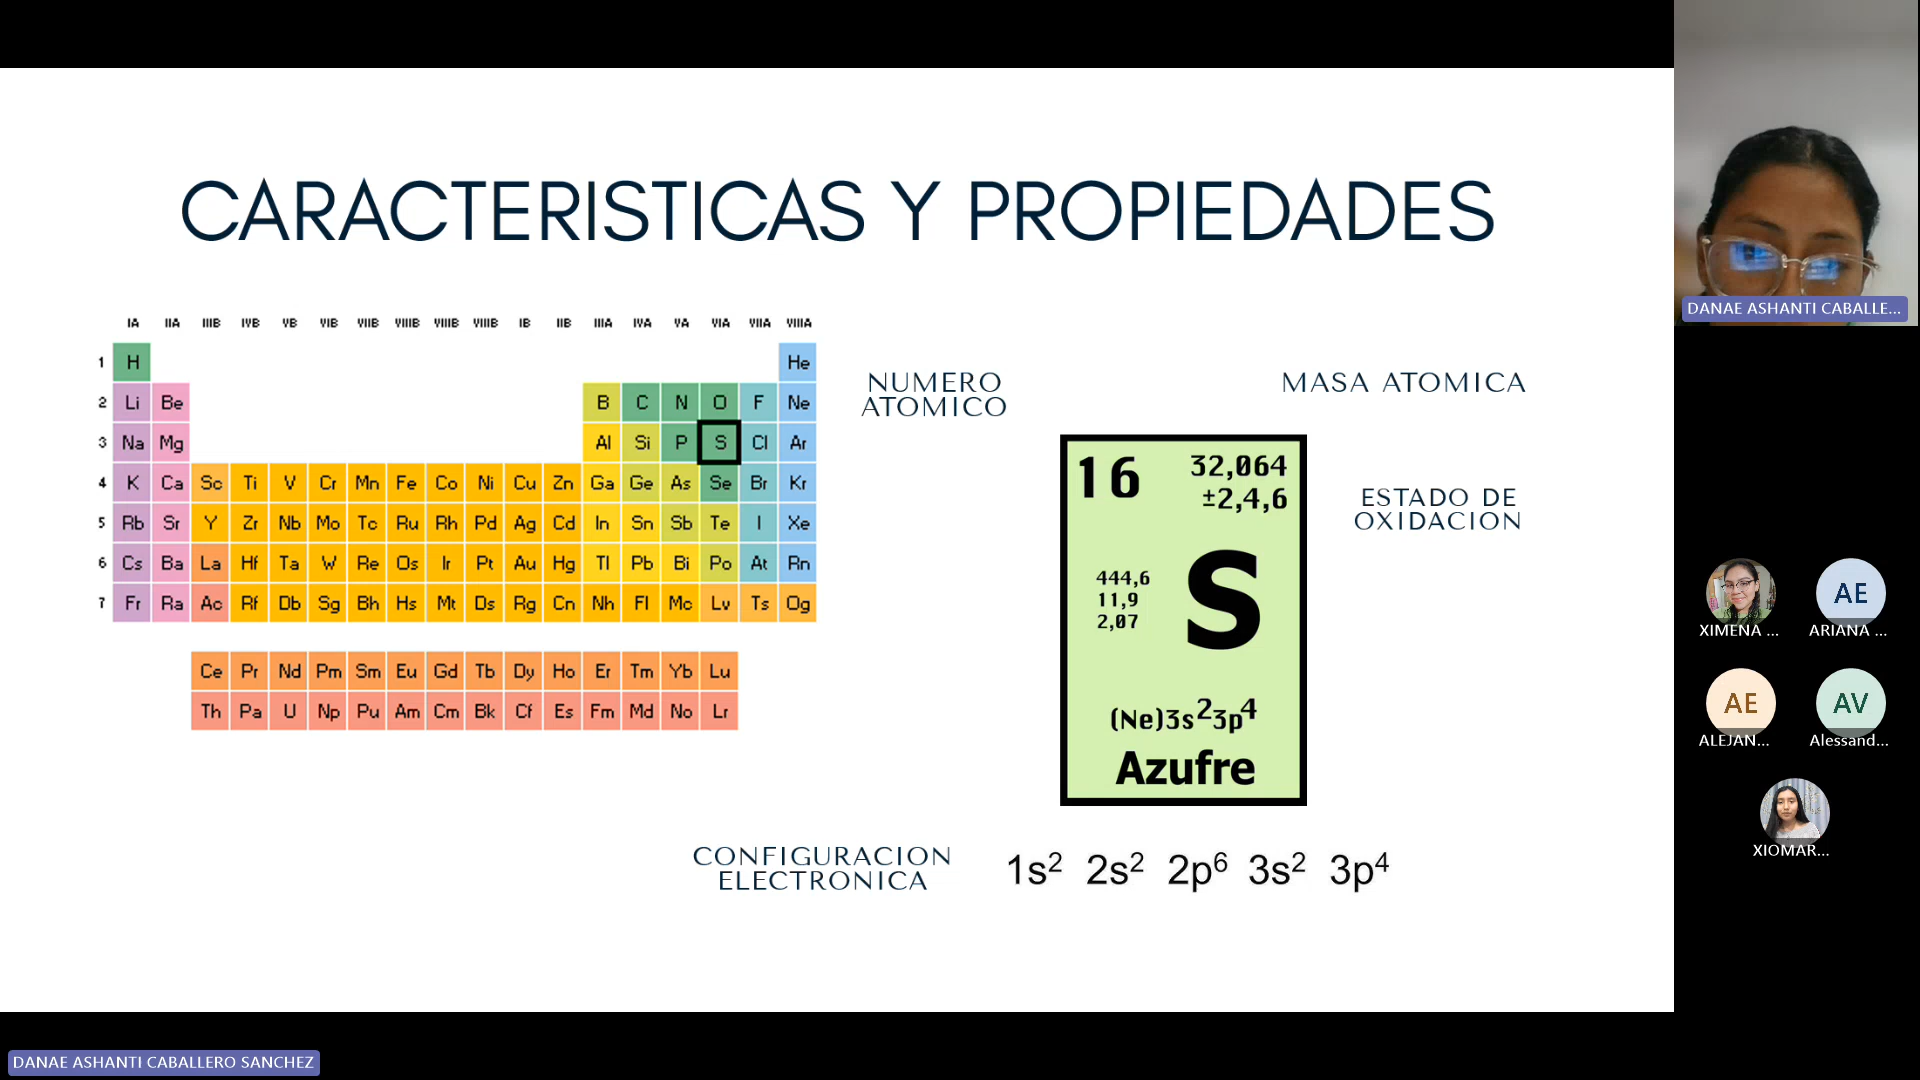 CARACTERISTICAS Y PROPIEDADES
IA IIA IIIB IVB VB VIB VIIB VIIIB VIIIB VIIIB IB IIB IIIA IVA VA VIA VIIA VIIIA
1 H He
2 Li Be B C N O F Ne
3 Na Mg Al Si P S Cl Ar
4 K Ca Sc Ti V Cr Mn Fe Co Ni Cu Zn Ga Ge As Se Br Kr
5 Rb Sr Y Zr Nb Mo Tc Ru Rh Pd Ag Cd In Sn Sb Te I Xe
6 Cs Ba La Hf Ta W Re Os Ir Pt Au Hg Tl Pb Bi Po At Rn
7 Fr Ra Ac Rf Db Sg Bh Hs Mt Ds Rg Cn Nh Fl Mc Lv Ts Og
Ce Pr Nd Pm Sm Eu Gd Tb Dy Ho Er Tm Yb Lu
Th Pa U Np Pu Am Cm Bk Cf Es Fm Md No Lr
NUMERO
ATOMICO
MASA ATOMICA
16 32,064
±2,4,6
ESTADO DE
OXIDACION
444,6
11,9
2,07
S
(Ne)3s²3p⁴
Azufre
CONFIGURACION
ELECTRONICA
1s² 2s² 2p⁶ 3s² 3p⁴
DANAE ASHANTI CABALLE...
XIMENA ...
AE
ARIANA ...
AE
ALEJAN...
AV
Alessand...
XIOMAR...
DANAE ASHANTI CABALLERO SANCHEZ